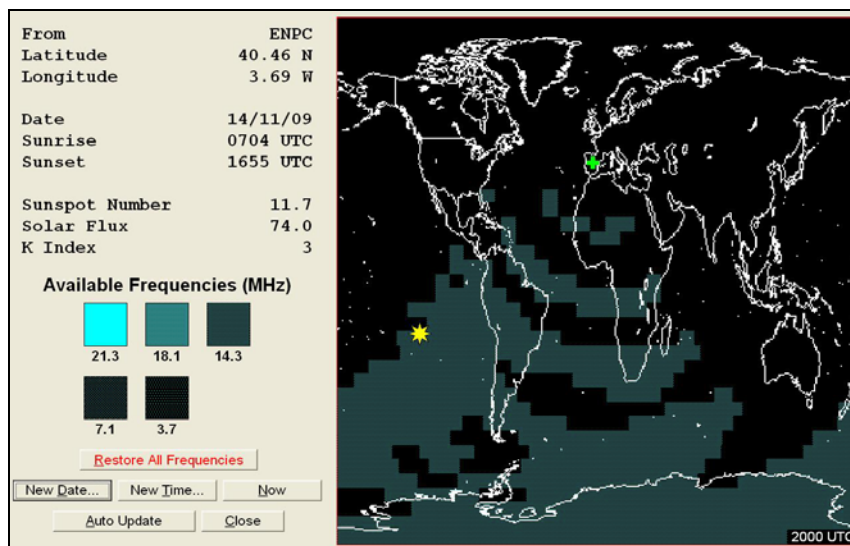 From ENPC
Latitude 40.46 N
Longitude 3.69 W
Date 14/11/09
Sunrise 0704 UTC
Sunset 1655 UTC
Sunspot Number 11.7
Solar Flux 74.0
K Index 3
Available Frequencies (MHz)
21.3 18.1 14.3
7.1 3.7
Restore All Frequencies
New Date... New Time... Now
Auto Update Close
2000 UTC